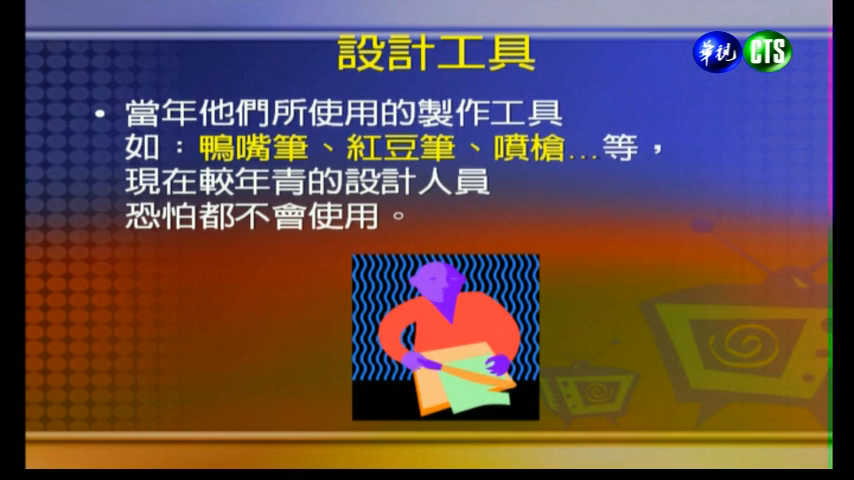 設計工具
華視 CTS
• 當年他們所使用的製作工具
如：鴨嘴筆、紅豆筆、噴槍…等，
現在較年青的設計人員
恐怕都不會使用。